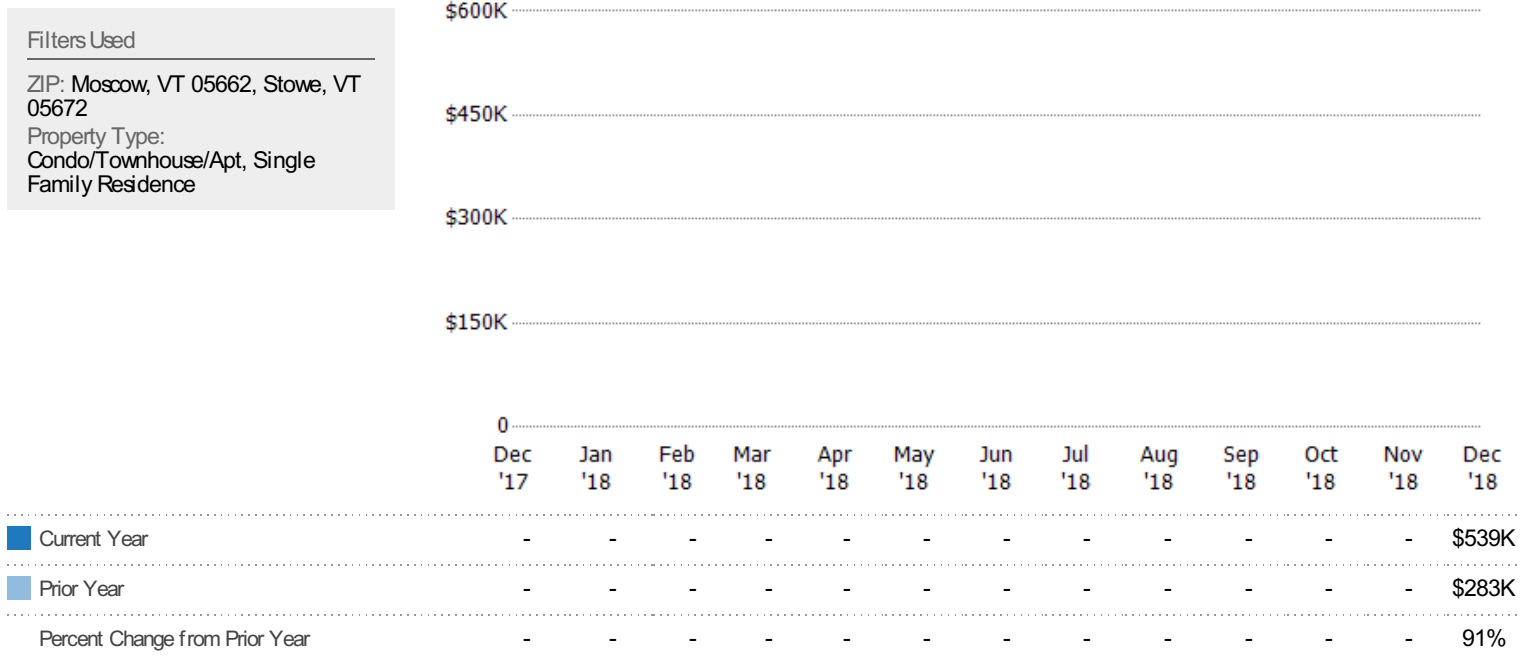 Filters Used
ZIP: Moscow, VT 05662, Stowe, VT
05672
Property Type:
Condo/Townhouse/Apt, Single
Family Residence
$600K
$450K
$300K
$150K
0
Dec Jan Feb Mar Apr May Jun Jul Aug Sep Oct Nov Dec
'17 '18 '18 '18 '18 '18 '18 '18 '18 '18 '18 '18 '18
Current Year - - - - - - - - - - - - $539K
Prior Year - - - - - - - - - - - - $283K
Percent Change from Prior Year - - - - - - - - - - - - 91%